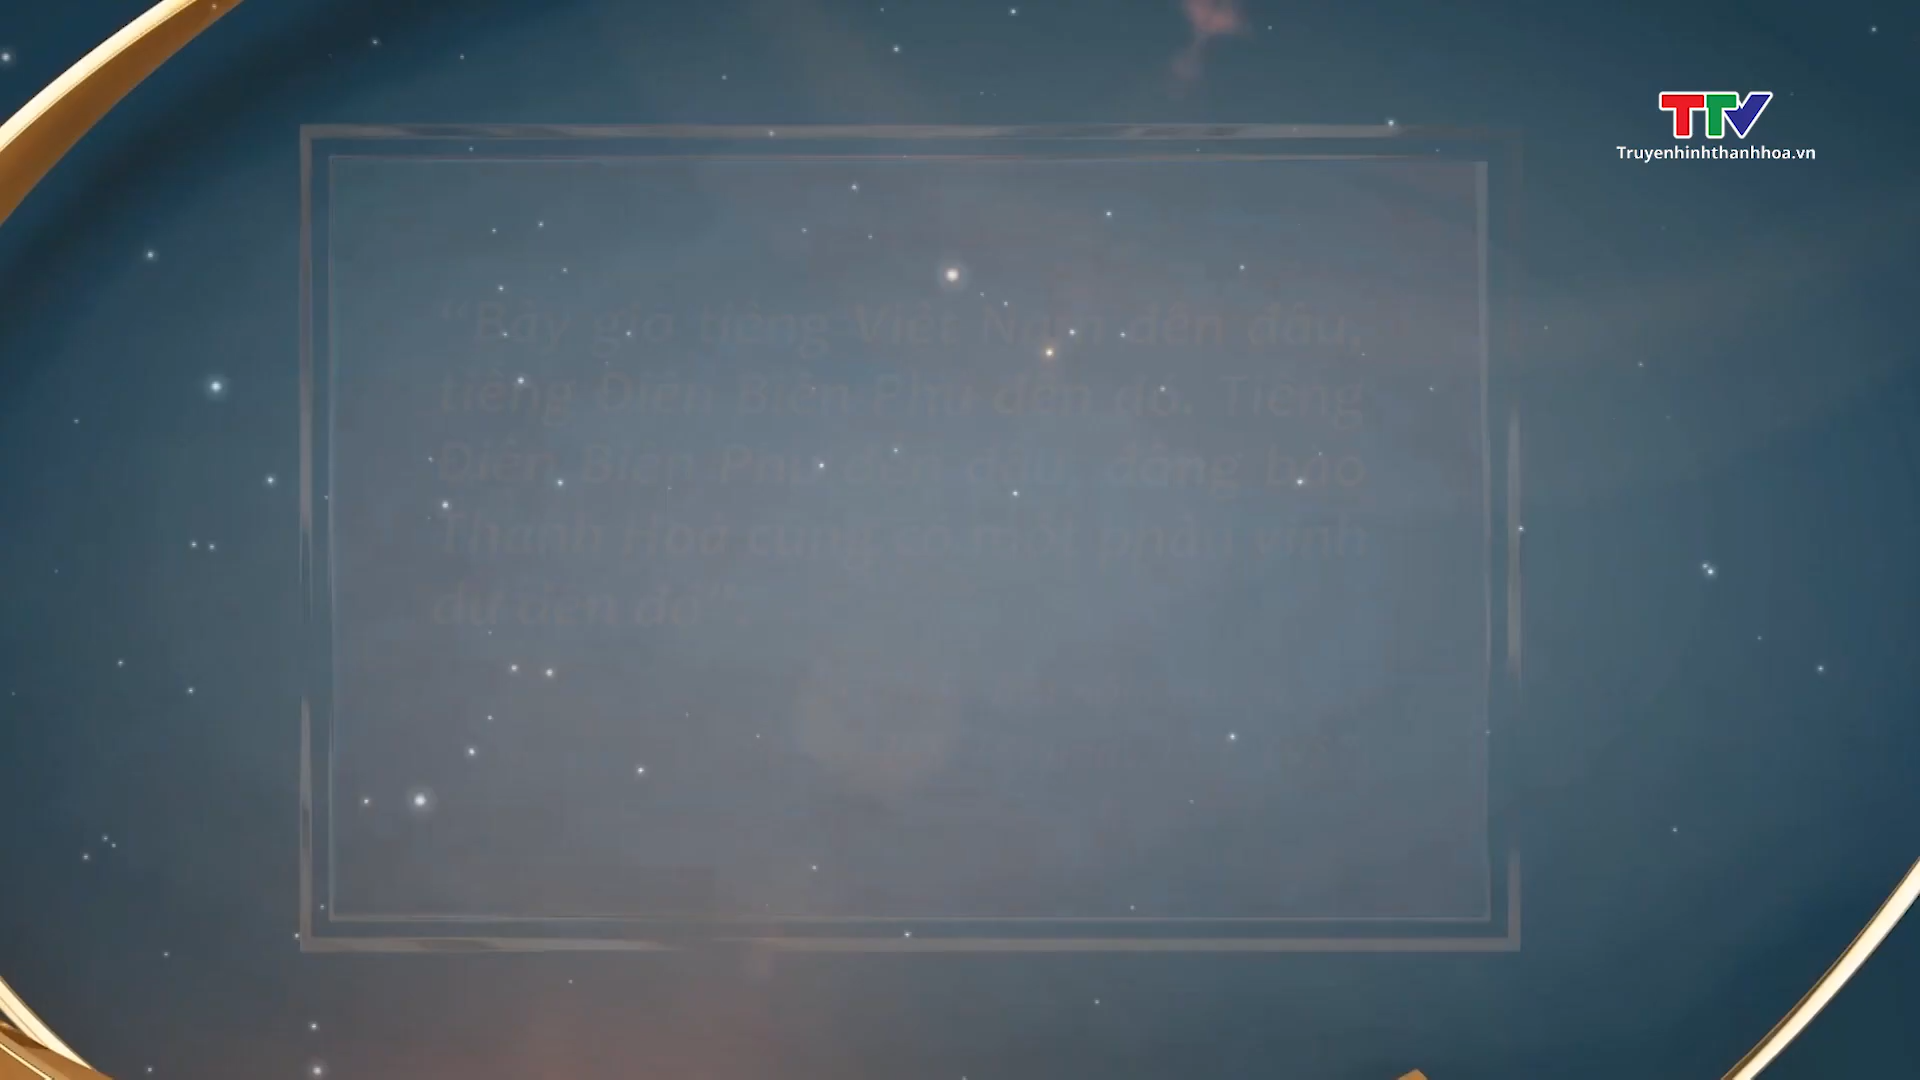 TTV
Truyenhinhthanhhoa.vn
“Bây giờ tiếng Việt Nam đến đâu,
tiếng Điện Biên Phủ đến đó. Tiếng
Điện Biên Phủ đến đâu, đồng bào
Thanh Hoá cũng có một phần vinh
dự đến đó”.